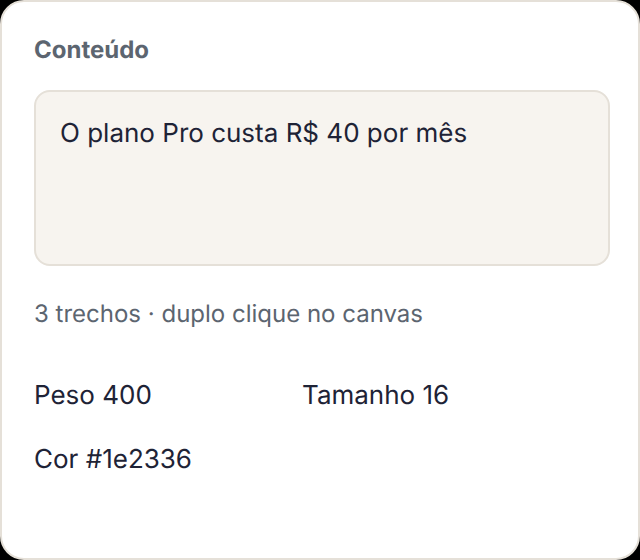 Conteúdo
O plano Pro custa R$ 40 por mês
3 trechos · duplo clique no canvas
Peso 400
Tamanho 16
Cor #1e2336